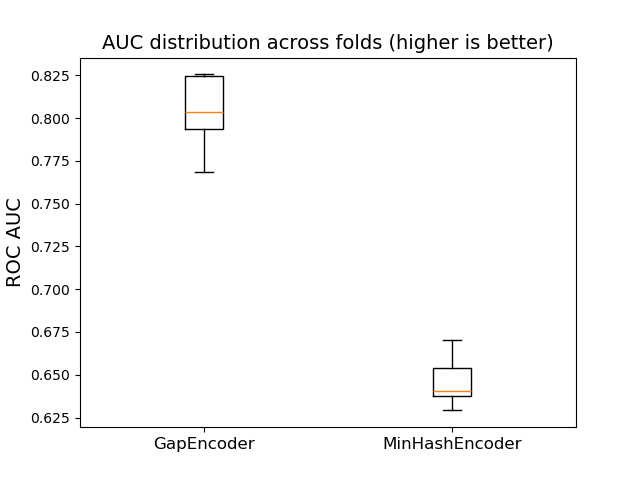 AUC distribution across folds (higher is better)
ROC AUC
0.825
0.800
0.775
0.750
0.725
0.700
0.675
0.650
0.625
GapEncoder
MinHashEncoder